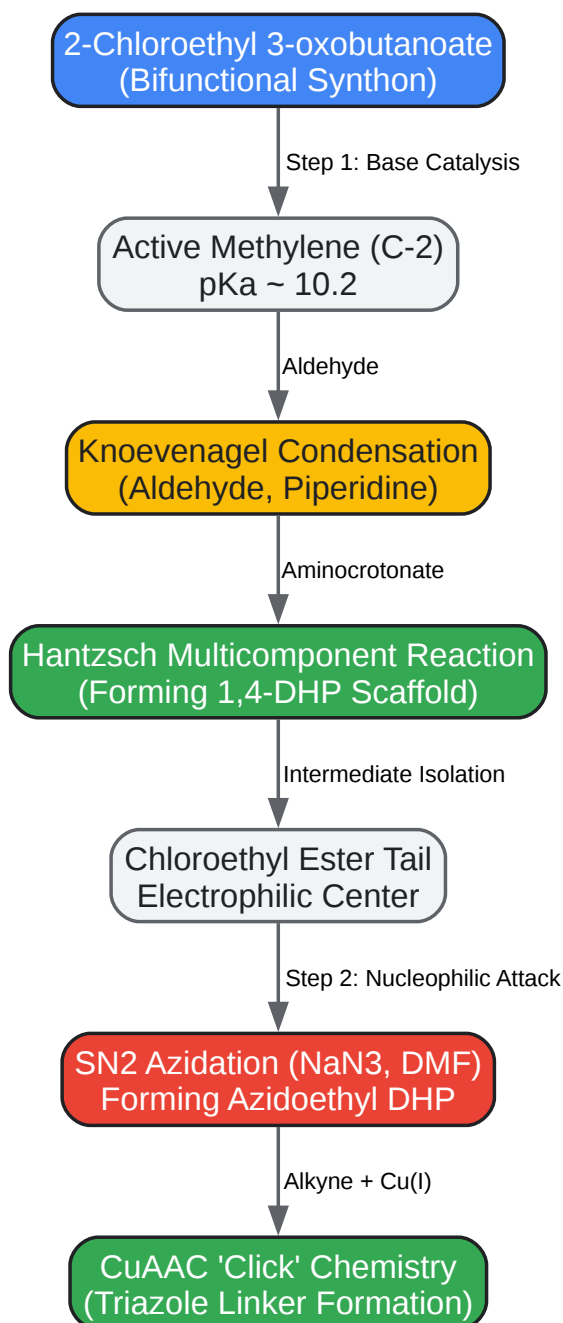 2-Chloroethyl 3-oxobutanoate
(Bifunctional Synthon)
Step 1: Base Catalysis
Active Methylene (C-2)
pKa ~ 10.2
Aldehyde
Knoevenagel Condensation
(Aldehyde, Piperidine)
Aminocrotonate
Hantzsch Multicomponent Reaction
(Forming 1,4-DHP Scaffold)
Intermediate Isolation
Chloroethyl Ester Tail
Electrophilic Center
Step 2: Nucleophilic Attack
SN2 Azidation (NaN3, DMF)
Forming Azidoethyl DHP
Alkyne + Cu(I)
CuAAC 'Click' Chemistry
(Triazole Linker Formation)